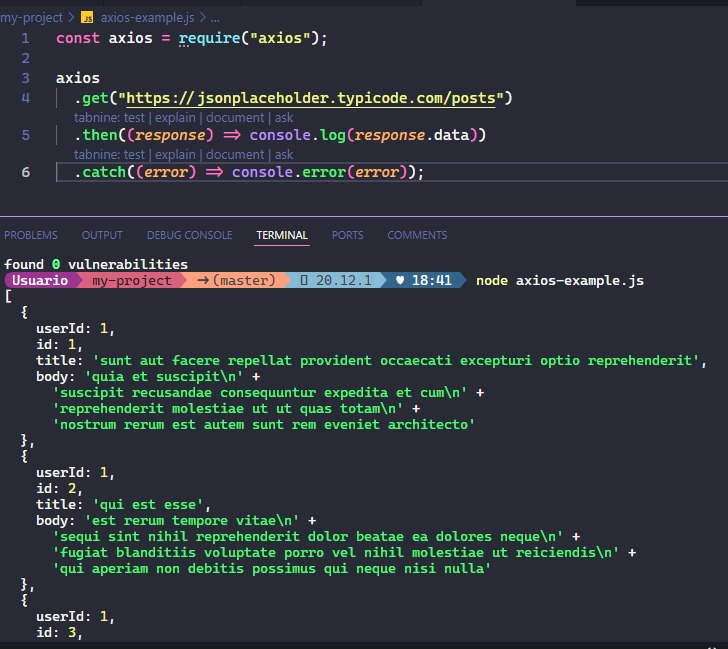 my-project > JS axios-example.js > ...
1 const axios = require("axios");
2
3 axios
4 .get("https://jsonplaceholder.typicode.com/posts")
tabnine: test | explain | document | ask
5 .then((response) => console.log(response.data))
tabnine: test | explain | document | ask
6 .catch((error) => console.error(error));
PROBLEMS OUTPUT DEBUG CONSOLE TERMINAL PORTS COMMENTS
found 0 vulnerabilities
Usuario my-project →(master) 20.12.1 ♥ 18:41 node axios-example.js
[
{
userId: 1,
id: 1,
title: 'sunt aut facere repellat provident occaecati excepturi optio reprehenderit',
body: 'quia et suscipit\n' +
'suscipit recusandae consequuntur expedita et cum\n' +
'reprehenderit molestiae ut ut quas totam\n' +
'nostrum rerum est autem sunt rem eveniet architecto'
},
{
userId: 1,
id: 2,
title: 'qui est esse',
body: 'est rerum tempore vitae\n' +
'sequi sint nihil reprehenderit dolor beatae ea dolores neque\n' +
'fugiat blanditiis voluptate porro vel nihil molestiae ut reiciendis\n' +
'qui aperiam non debitis possimus qui neque nisi nulla'
},
{
userId: 1,
id: 3,